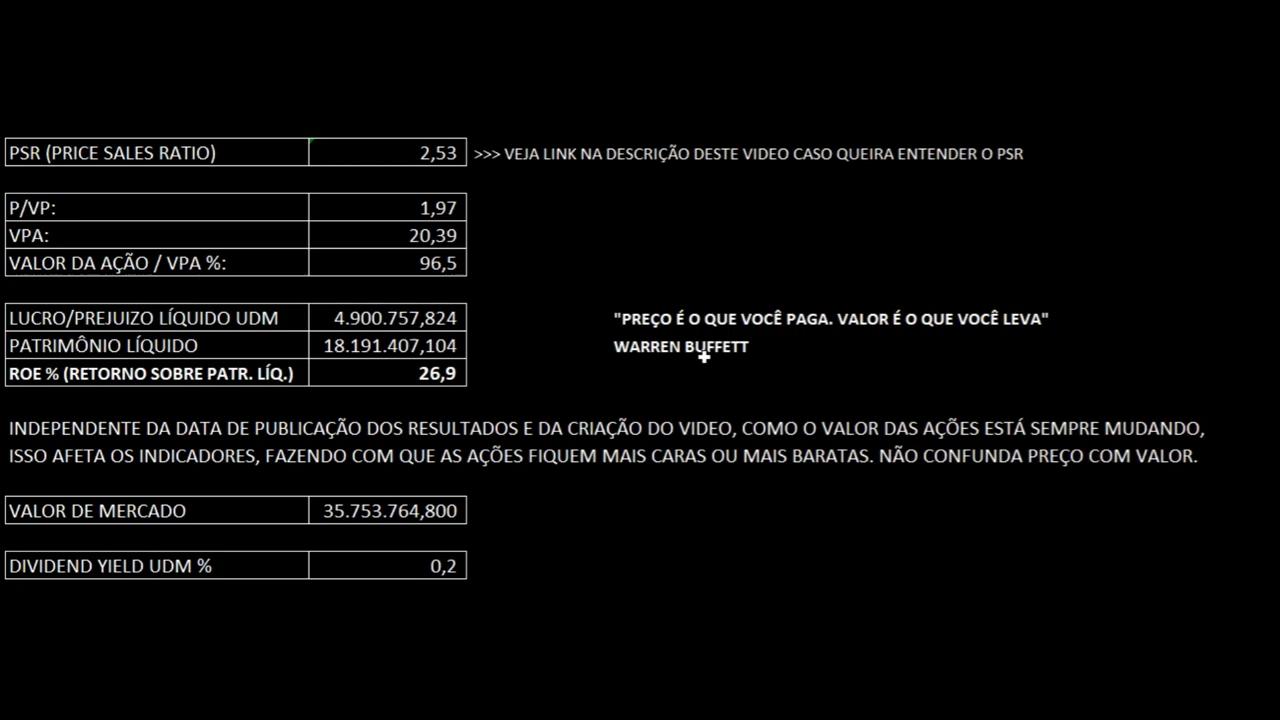 PSR (PRICE SALES RATIO) 2,53 >>> VEJA LINK NA DESCRIÇÃO DESTE VIDEO CASO QUEIRA ENTENDER O PSR
P/VP: 1,97
VPA: 20,39
VALOR DA AÇÃO / VPA %: 96,5
LUCRO/PREJUIZO LÍQUIDO UDM 4.900.757,824 "PREÇO É O QUE VOCÊ PAGA. VALOR É O QUE VOCÊ LEVA"
PATRIMÔNIO LÍQUIDO 18.191.407,104 WARREN BUFFETT
ROE % (RETORNO SOBRE PATR. LÍQ.) 26,9
INDEPENDENTE DA DATA DE PUBLICAÇÃO DOS RESULTADOS E DA CRIAÇÃO DO VIDEO, COMO O VALOR DAS AÇÕES ESTÁ SEMPRE MUDANDO,
ISSO AFETA OS INDICADORES, FAZENDO COM QUE AS AÇÕES FIQUEM MAIS CARAS OU MAIS BARATAS. NÃO CONFUNDA PREÇO COM VALOR.
VALOR DE MERCADO 35.753.764,800
DIVIDEND YIELD UDM % 0,2